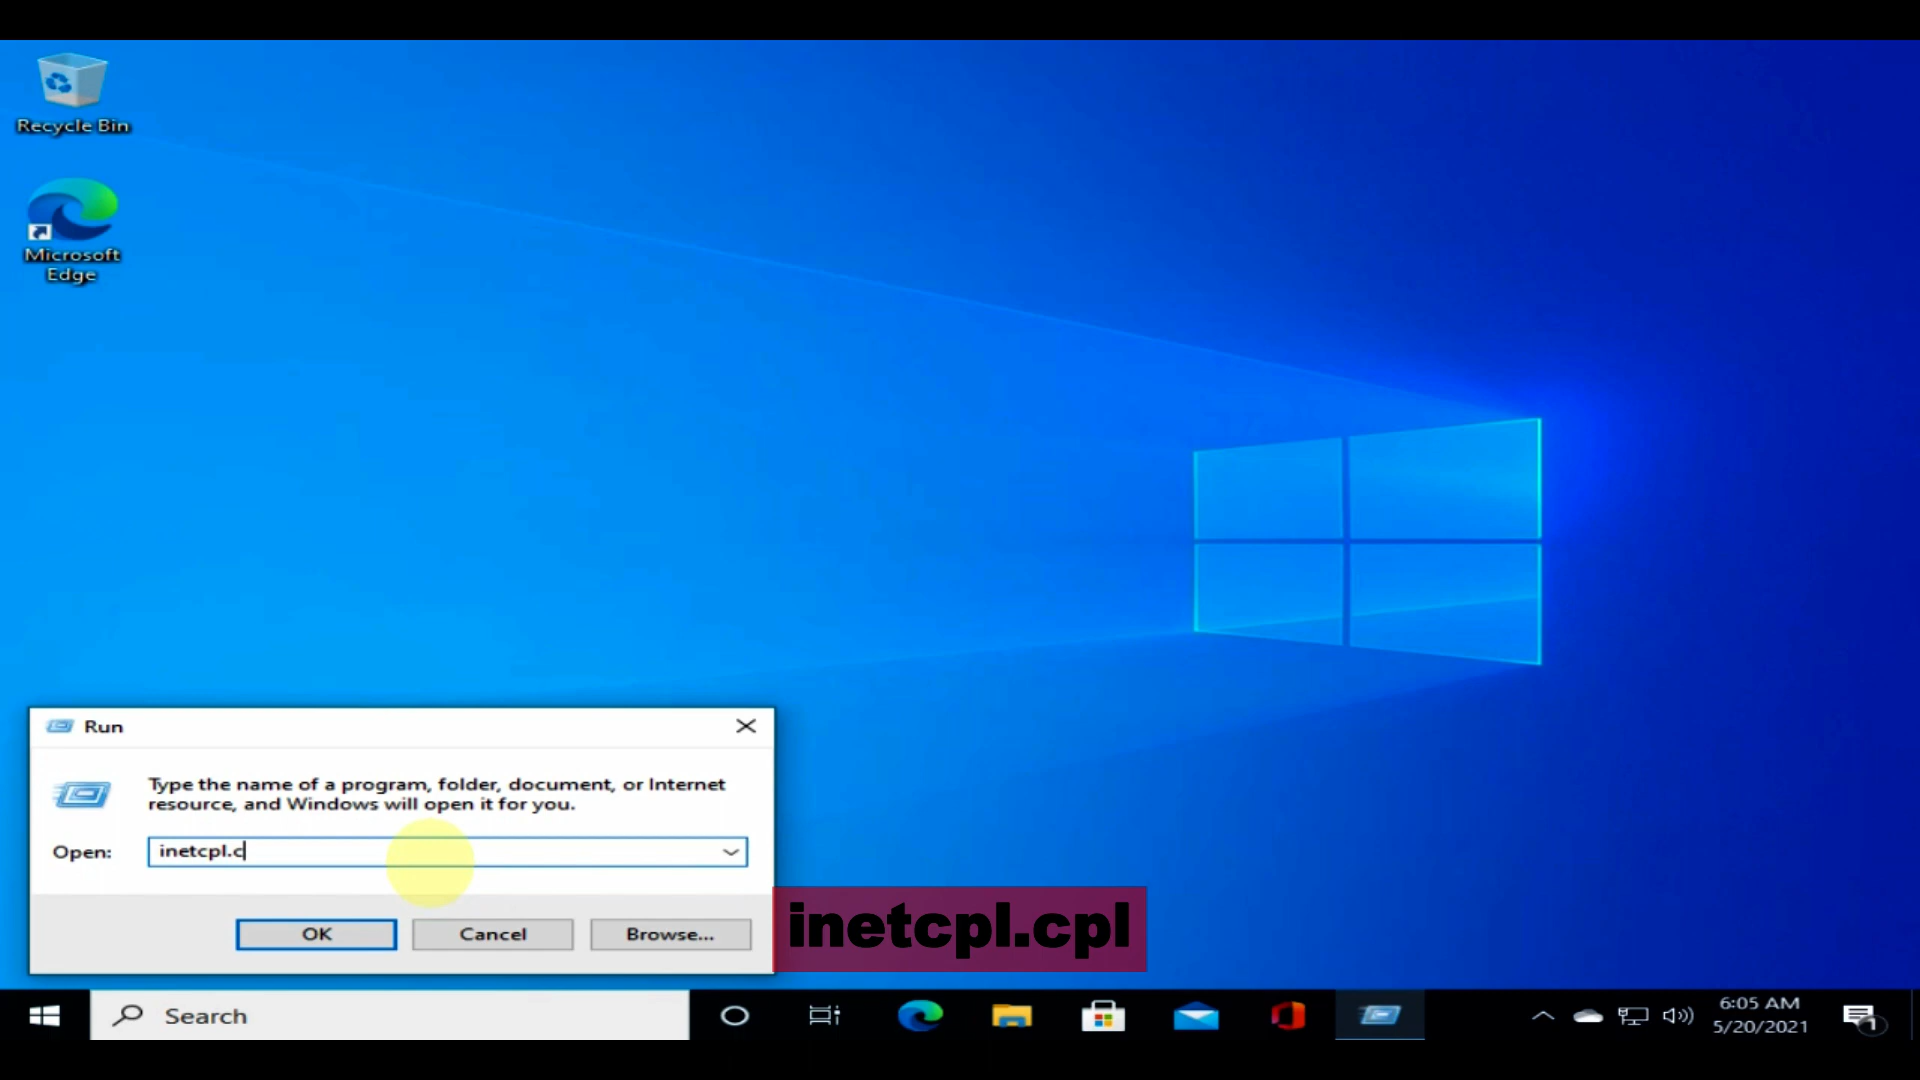 Recycle Bin
Microsoft
Edge
Run
Type the name of a program, folder, document, or Internet
resource, and Windows will open it for you.
Open:
inetcpl.c
OK
Cancel
Browse...
inetcpl.cpl
Search
6:05 AM
5/20/2021
1